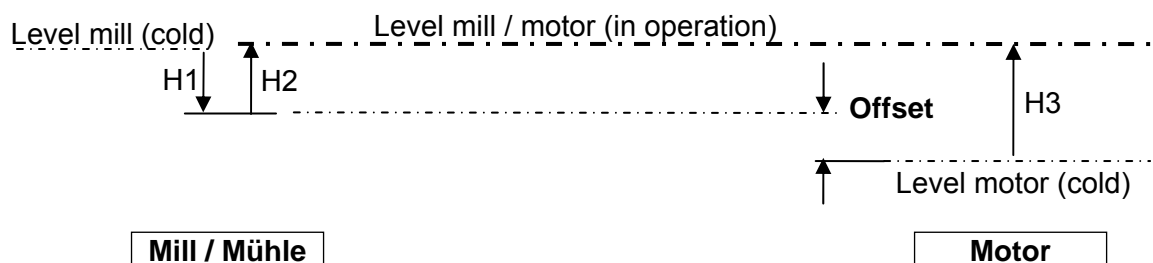 Level mill (cold)
Level mill / motor (in operation)
H1
H2
Offset
H3
Level motor (cold)
Mill / Mühle
Motor